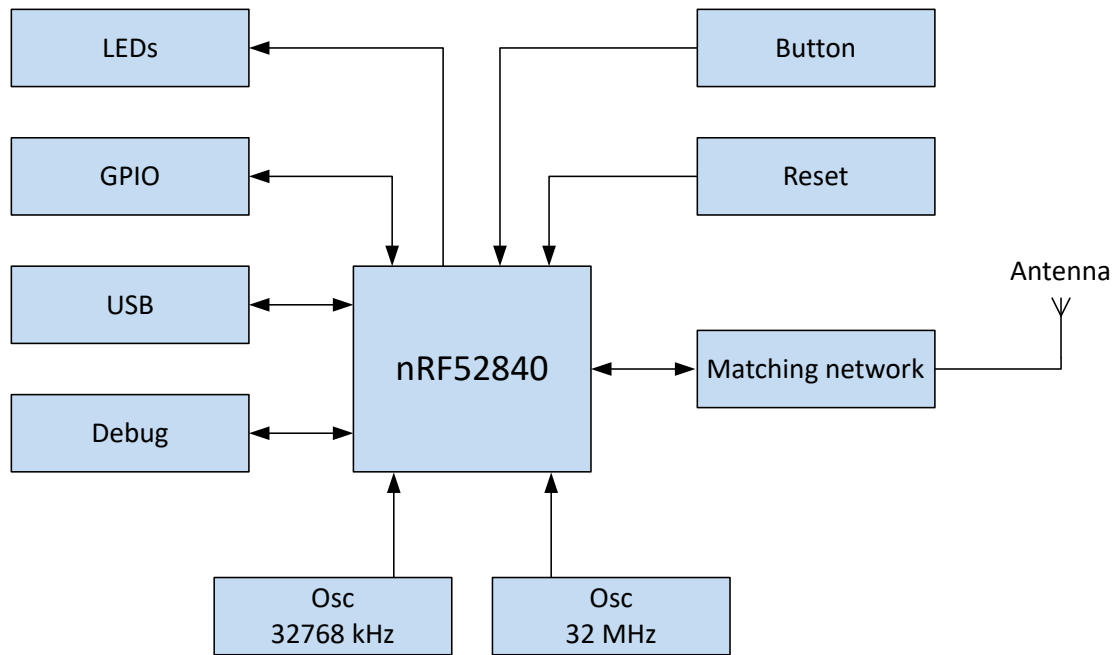 LEDs
Button
GPIO
Reset
USB
Antenna
nRF52840
Matching network
Debug
Osc
32768 kHz
Osc
32 MHz